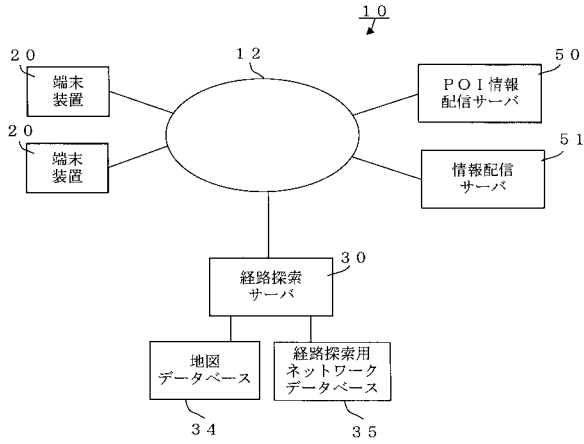 １０
２０
端末
装置
２０
端末
装置
１２
５０
ＰＯＩ情報
配信サーバ
５１
情報配信
サーバ
３０
経路探索
サーバ
地図
データベース
３４
経路探索用
ネットワーク
データベース
３５